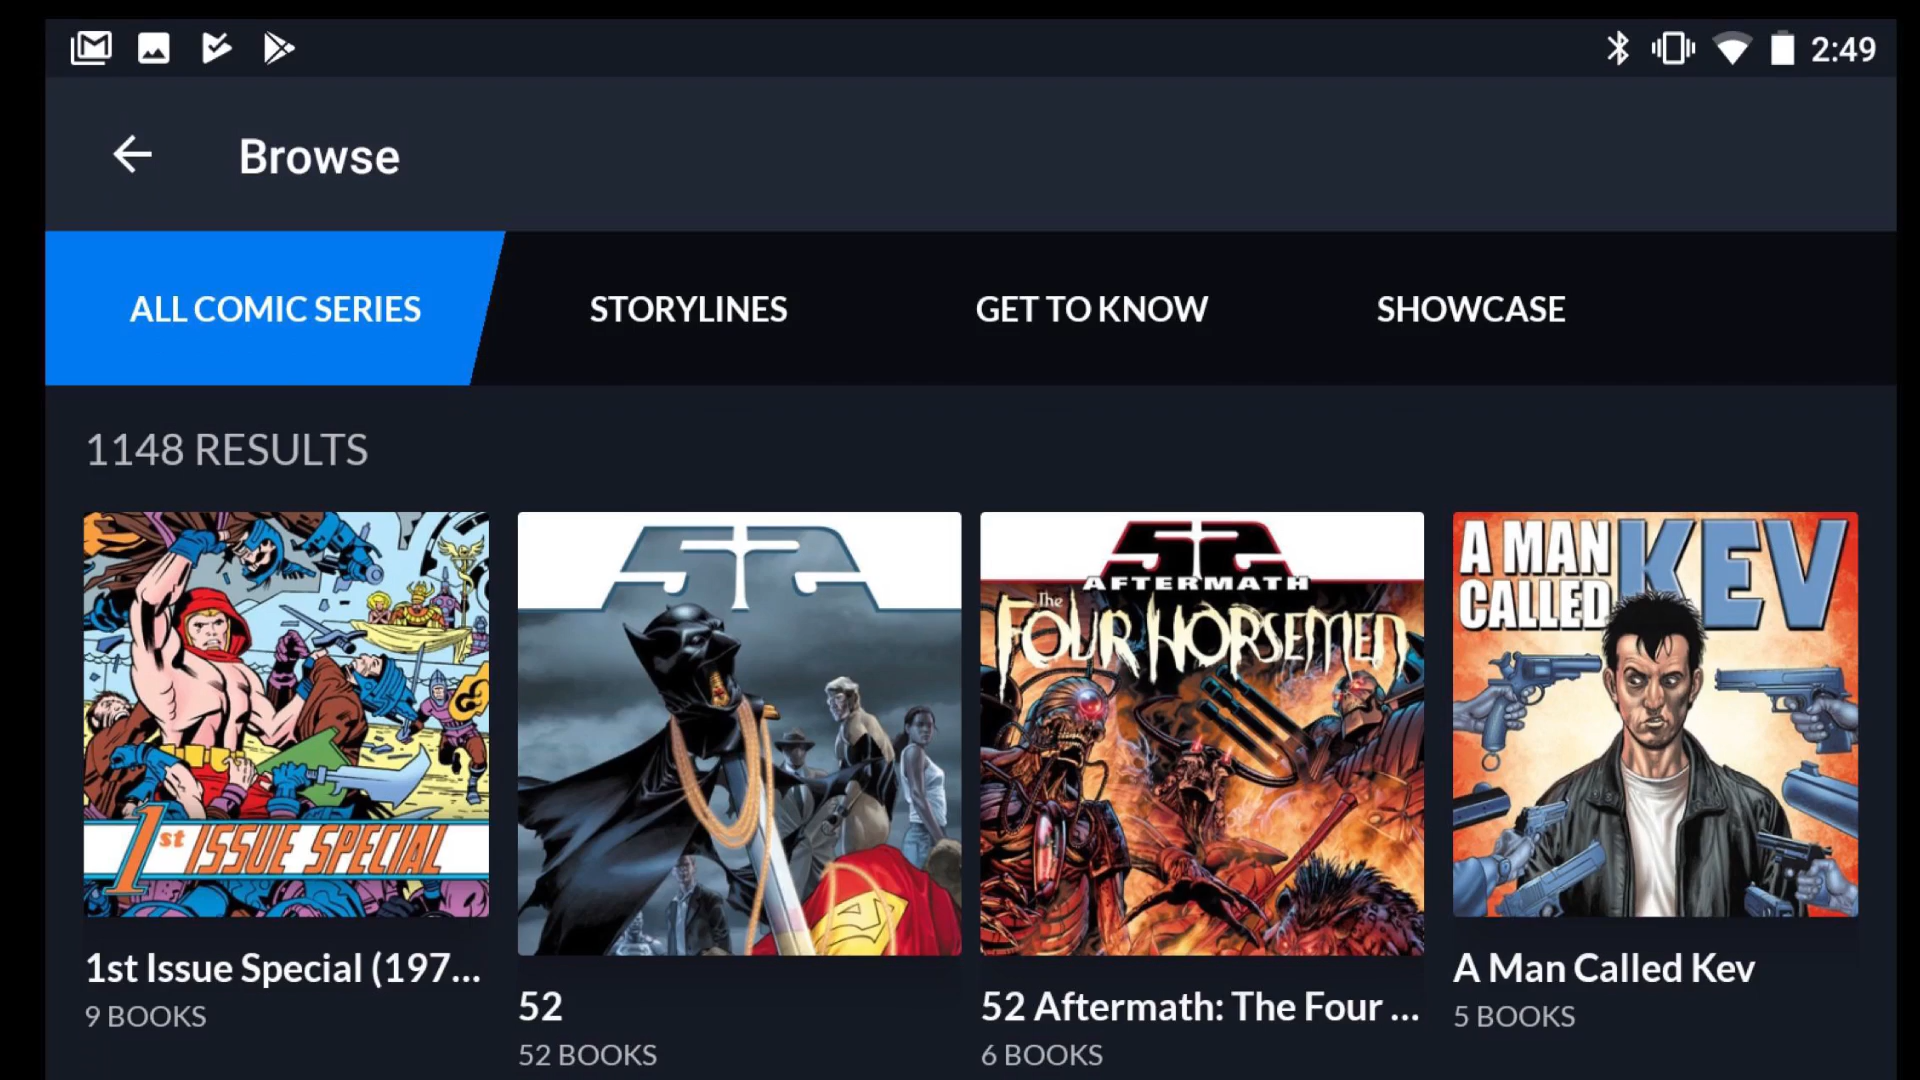 2:49
Browse
ALL COMIC SERIES
STORYLINES
GET TO KNOW
SHOWCASE
1148 RESULTS
1st ISSUE SPECIAL
52
52
AFTERMATH
The
FOUR HORSEMEN
A MAN
CALLED
KEV
1st Issue Special (197...
9 BOOKS
52
52 BOOKS
52 Aftermath: The Four ...
6 BOOKS
A Man Called Kev
5 BOOKS